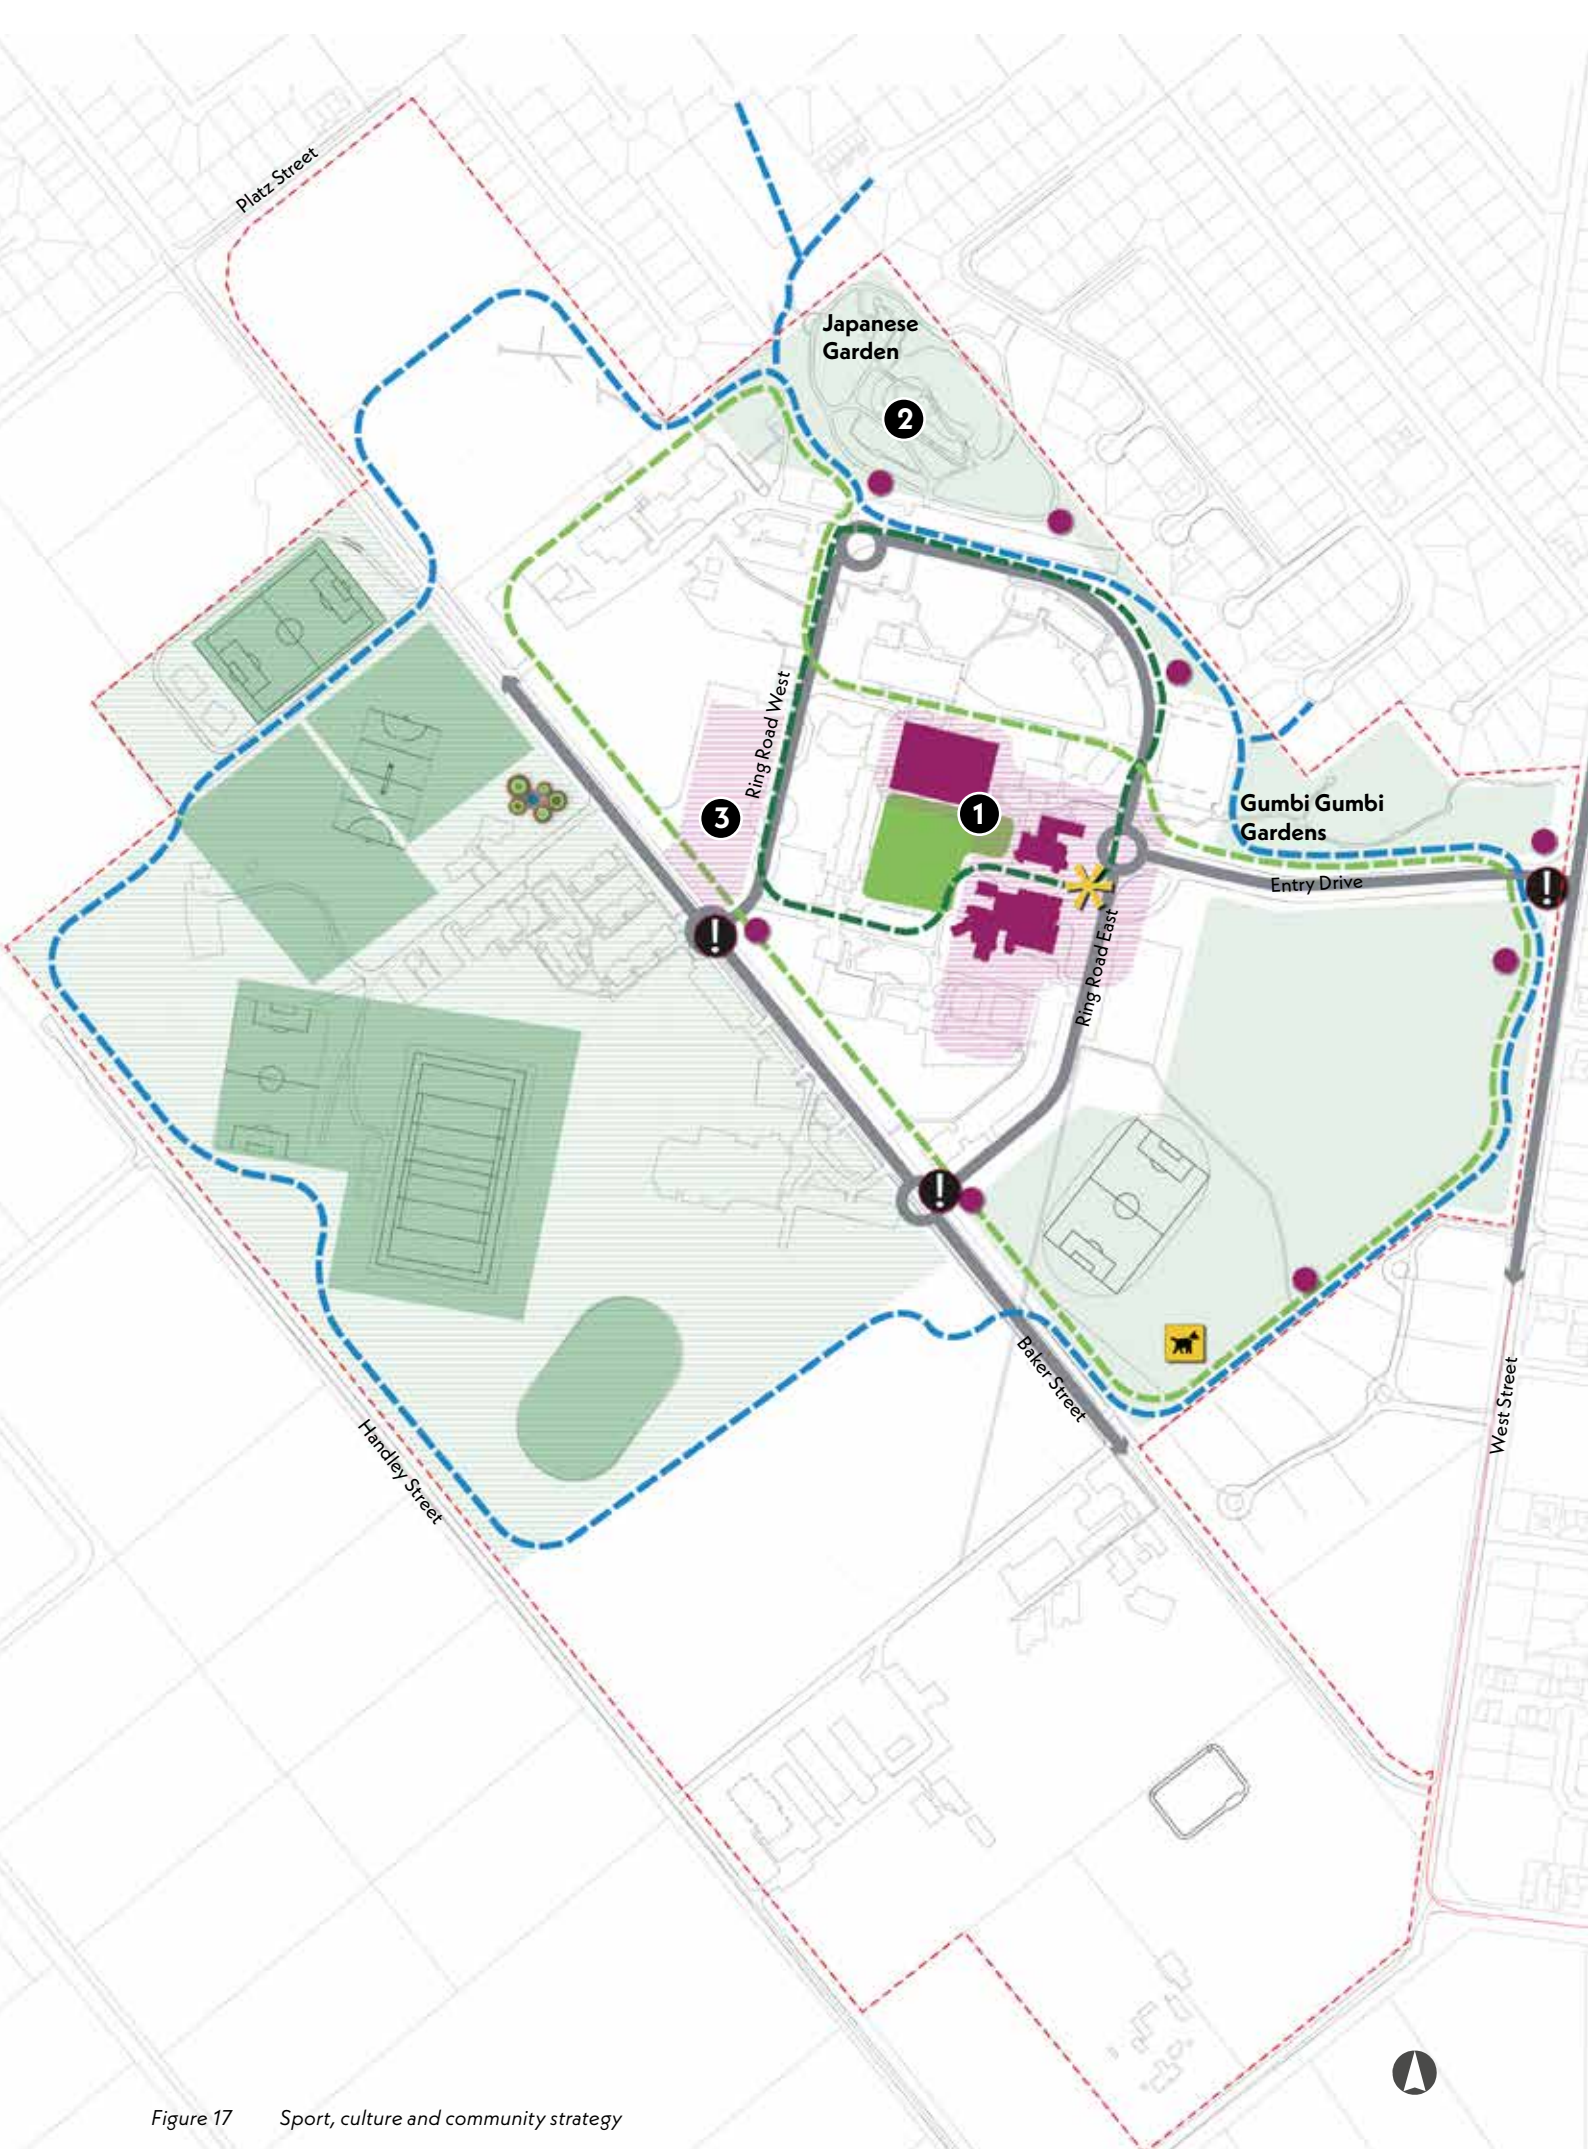 Platz Street
Japanese
Garden
2
Ring Road West
Gumbi Gumbi
Gardens
1
3
!
Entry Drive
!
Ring Road East
!
Baker Street
West Street
Handley Street
Figure 17 Sport, culture and community strategy